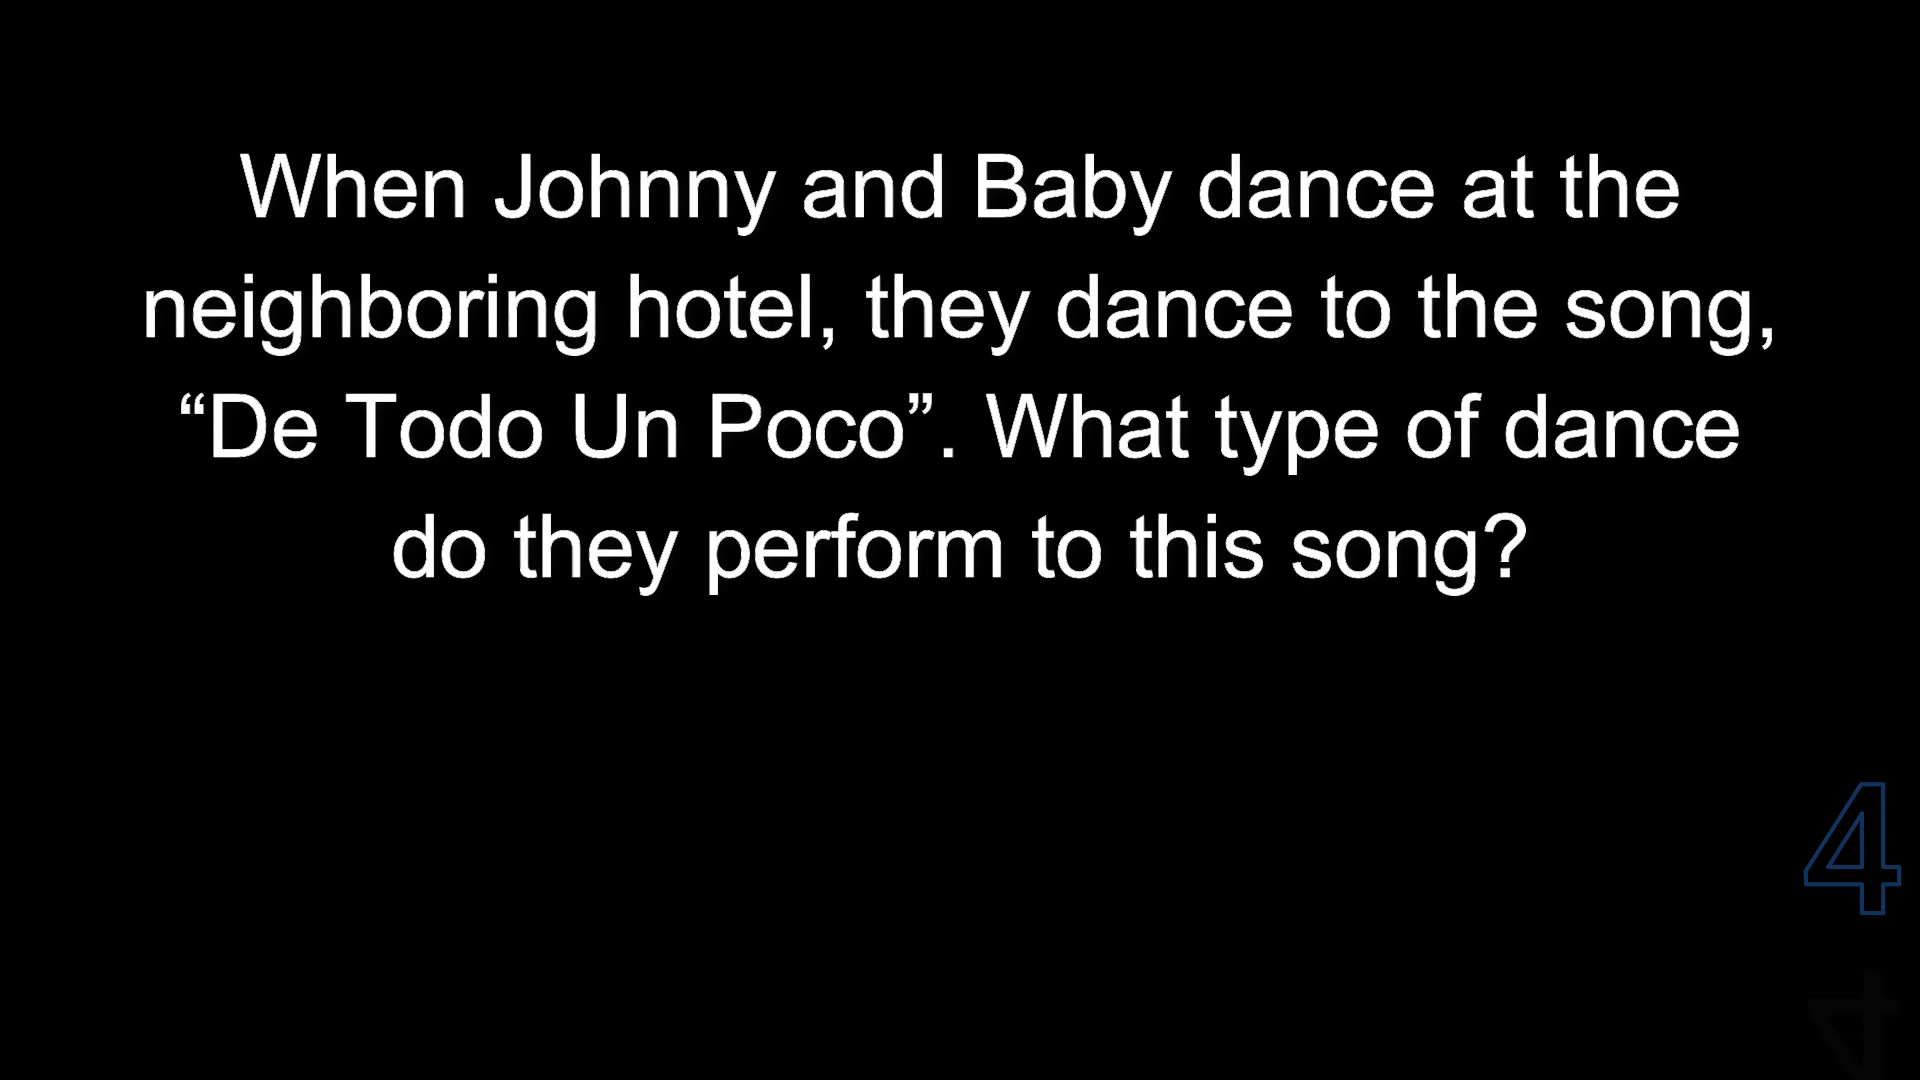 When Johnny and Baby dance at the
neighboring hotel, they dance to the song,
“De Todo Un Poco”. What type of dance
do they perform to this song?
4